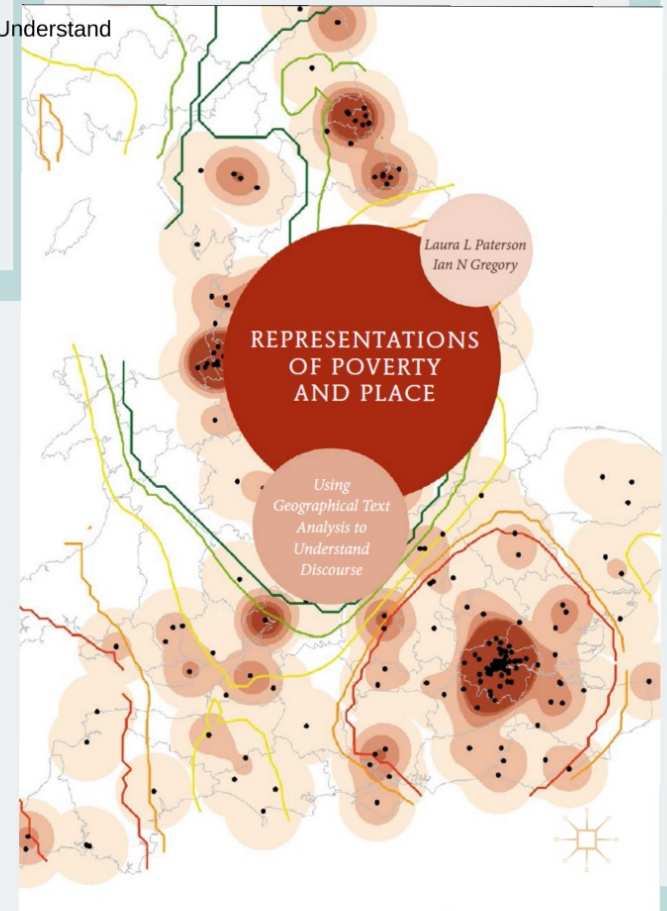 Understand
Laura L Paterson
Ian N Gregory
REPRESENTATIONS
OF POVERTY
AND PLACE
Using
Geographical Text
Analysis to
Understand
Discourse